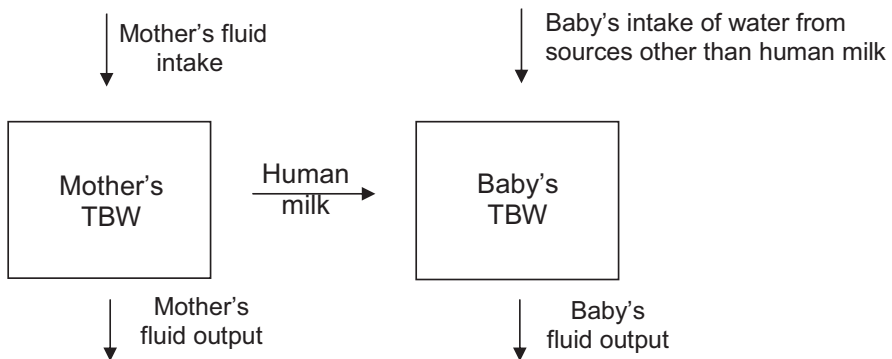 Mother’s fluid
intake
Baby’s intake of water from
sources other than human milk
Mother’s
TBW
Human
milk
Baby’s
TBW
Mother’s
fluid output
Baby’s
fluid output